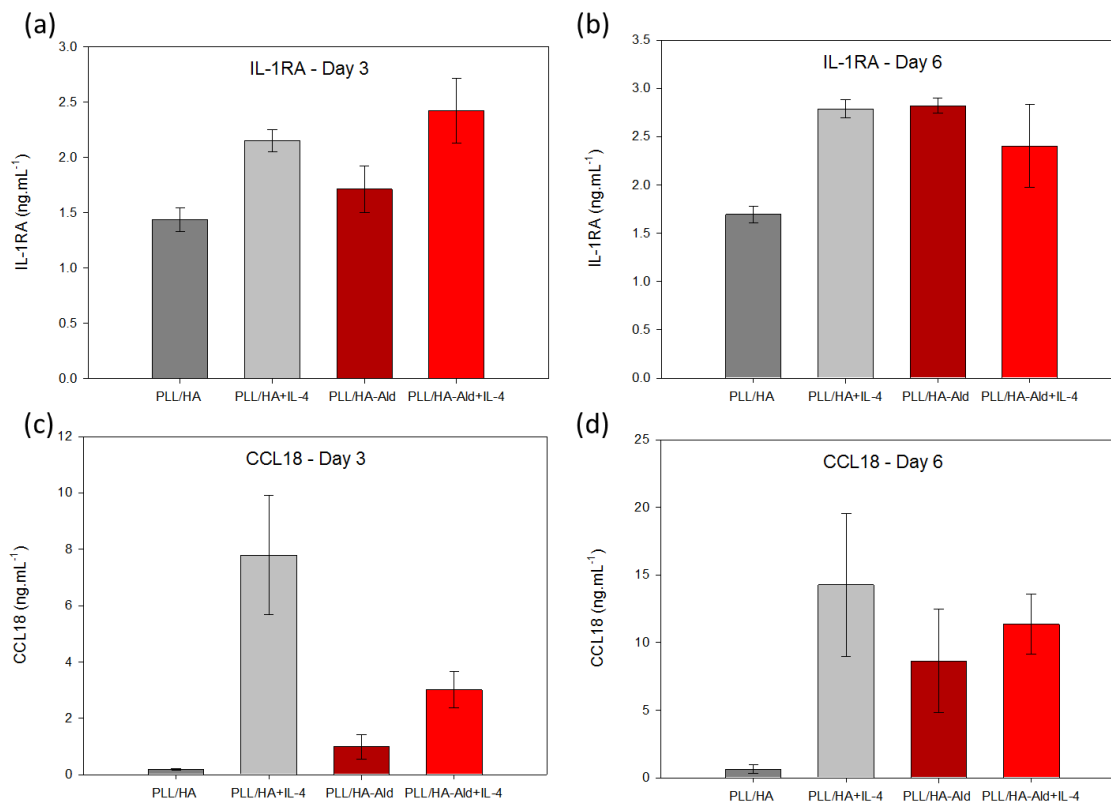 (a)
IL-1RA - Day 3
IL-1RA (ng.mL⁻¹)
3.0
2.5
2.0
1.5
1.0
0.5
0.0
PLL/HA PLL/HA+IL-4 PLL/HA-Ald PLL/HA-Ald+IL-4
(b)
IL-1RA - Day 6
IL-1RA (ng.mL⁻¹)
3.5
3.0
2.5
2.0
1.5
1.0
0.5
0.0
PLL/HA PLL/HA+IL-4 PLL/HA-Ald PLL/HA-Ald+IL-4
(c)
CCL18 - Day 3
CCL18 (ng.mL⁻¹)
12
10
8
6
4
2
0
PLL/HA PLL/HA+IL-4 PLL/HA-Ald PLL/HA-Ald+IL-4
(d)
CCL18 - Day 6
CCL18 (ng.mL⁻¹)
25
20
15
10
5
0
PLL/HA PLL/HA+IL-4 PLL/HA-Ald PLL/HA-Ald+IL-4